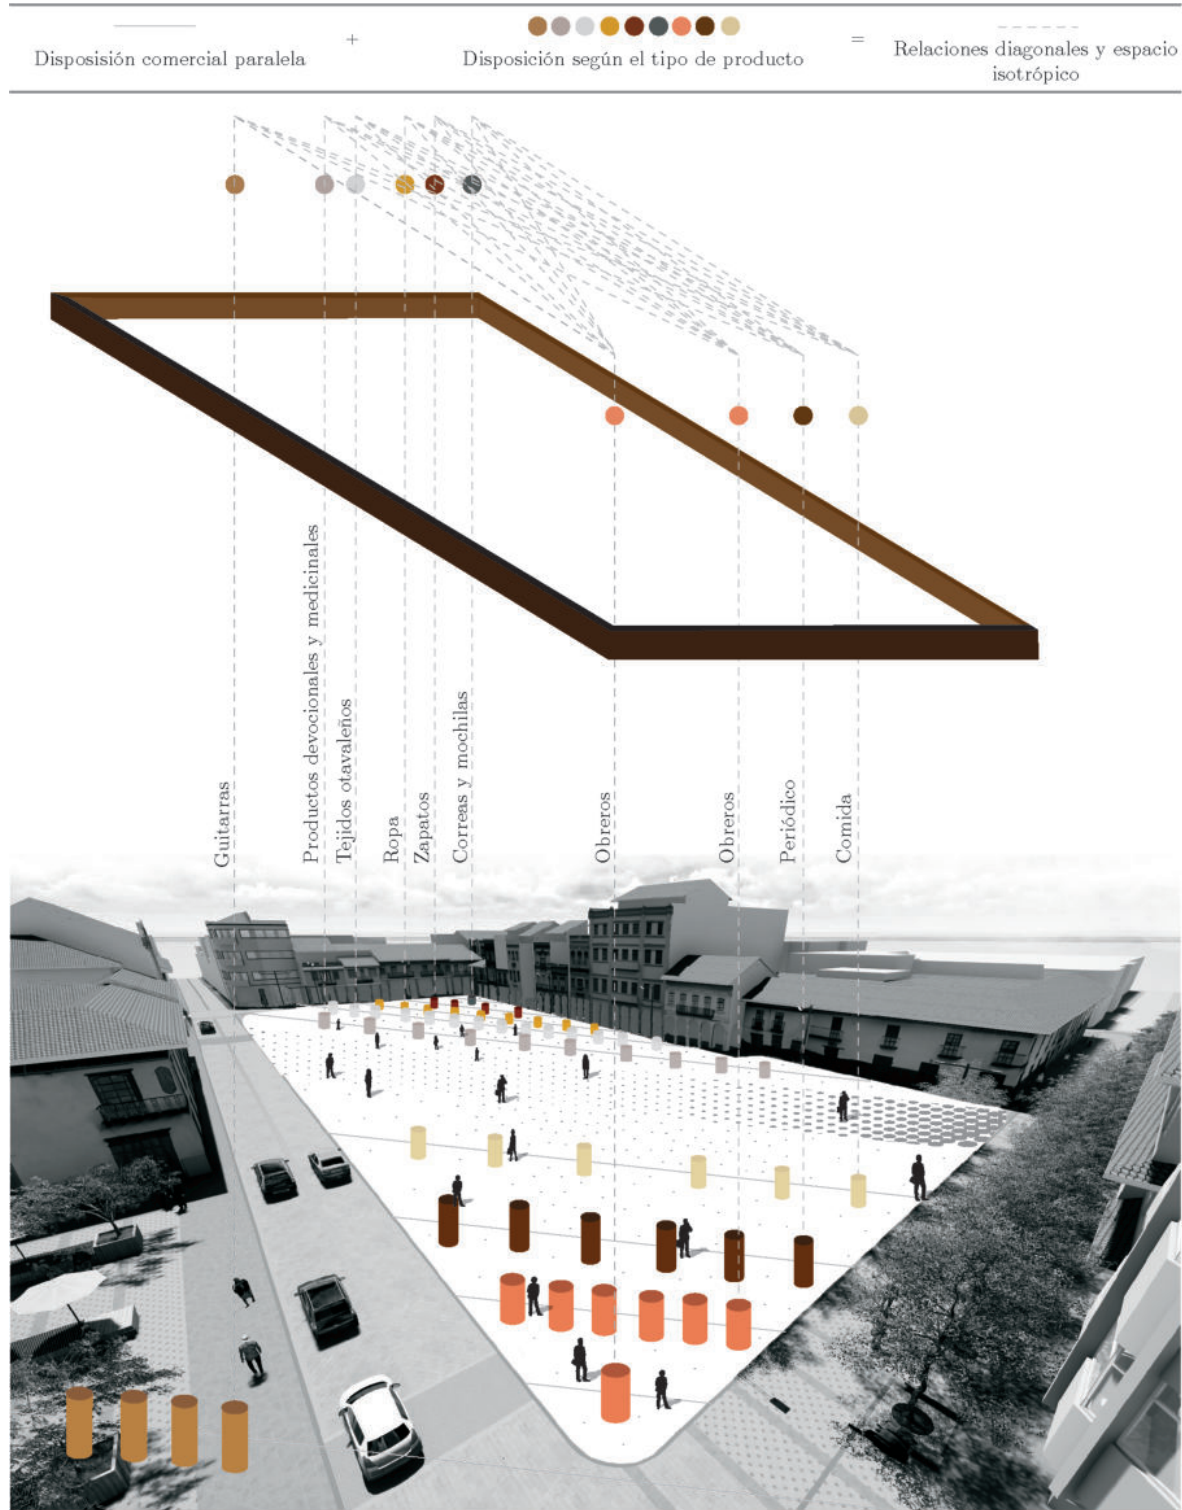 Disposisión comercial paralela
+
Disposición según el tipo de producto
=
Relaciones diagonales y espacio
isotrópico
Guitarras
Productos devocionales y medicinales
Tejidos otavaleños
Ropa
Zapatos
Correas y mochilas
Obreros
Obreros
Periódico
Comida